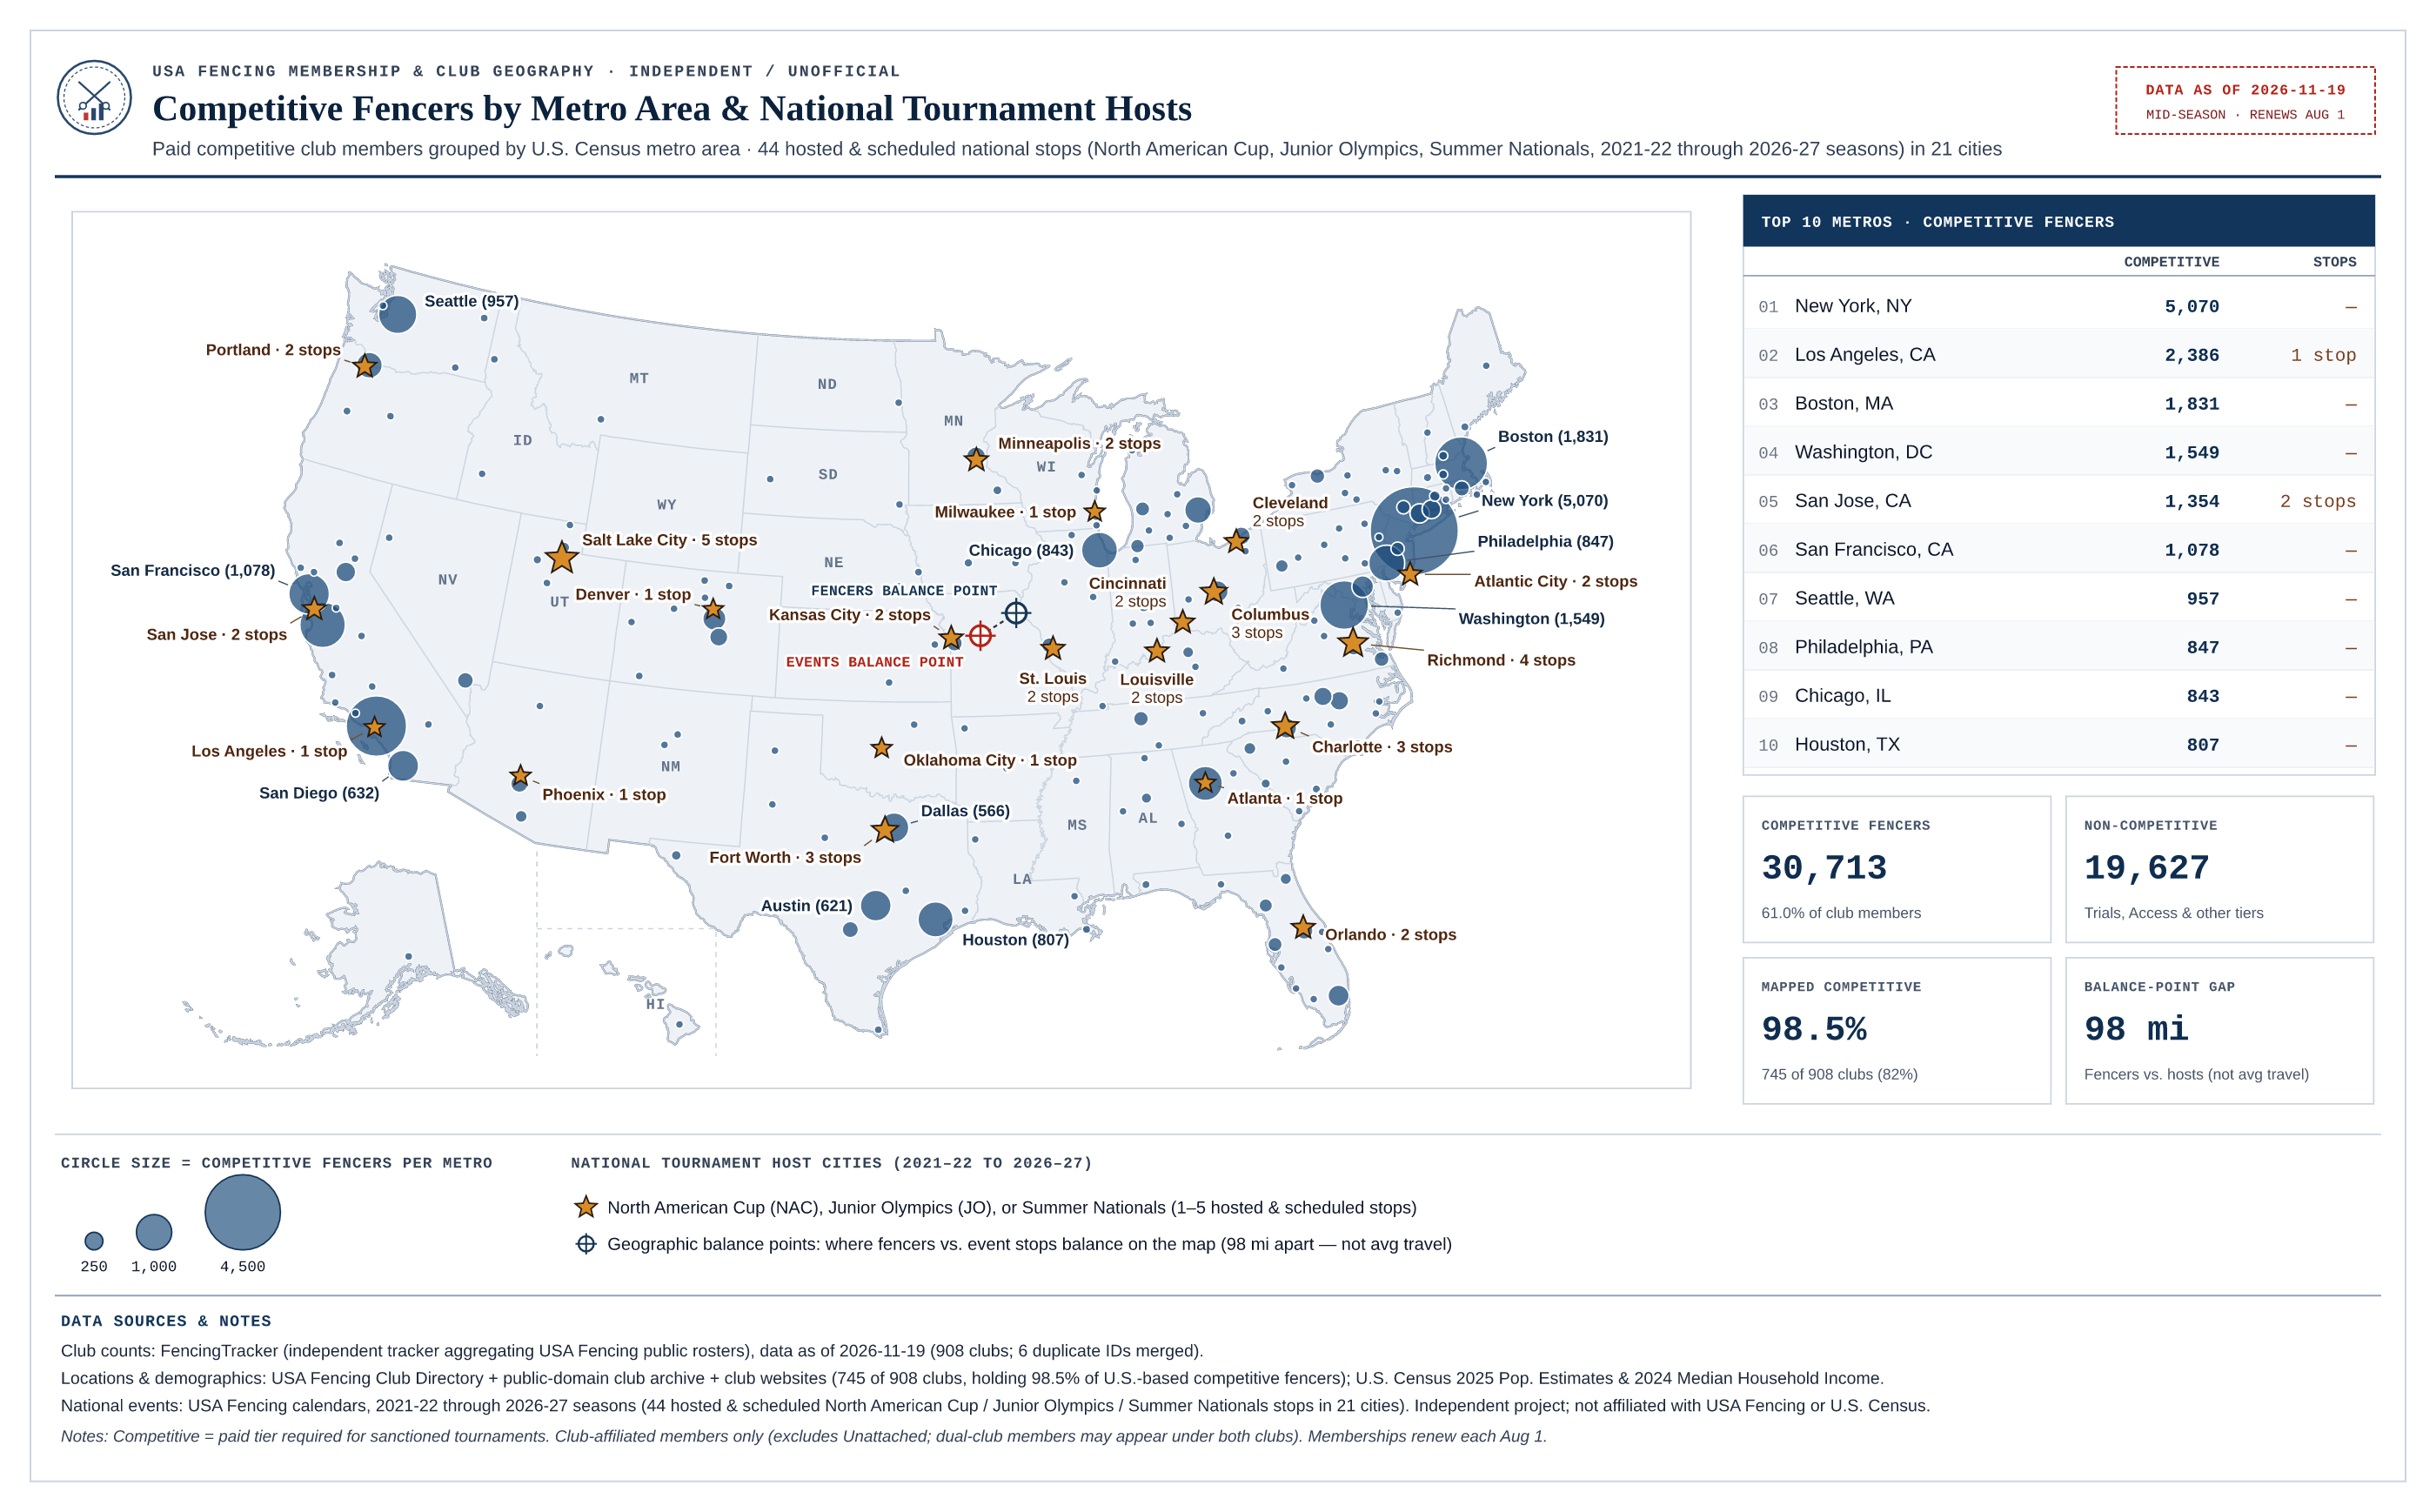 USA FENCING MEMBERSHIP & CLUB GEOGRAPHY · INDEPENDENT / UNOFFICIAL
Competitive Fencers by Metro Area & National Tournament Hosts
Paid competitive club members grouped by U.S. Census metro area · 44 hosted & scheduled national stops (North American Cup, Junior Olympics, Summer Nationals, 2021-22 through 2026-27 seasons) in 21 cities
DATA AS OF 2026-11-19
MID-SEASON · RENEWS AUG 1
Seattle (957)
Portland · 2 stops
MT
ND
MN
ID
Minneapolis · 2 stops
WI
SD
WY
Boston (1,831)
New York (5,070)
Cleveland
2 stops
Milwaukee · 1 stop
Salt Lake City · 5 stops
Chicago (843)
Philadelphia (847)
NE
San Francisco (1,078)
NV
UT
Denver · 1 stop
FENCERS BALANCE POINT
Cincinnati
2 stops
Atlantic City · 2 stops
Kansas City · 2 stops
Columbus
3 stops
Washington (1,549)
San Jose · 2 stops
EVENTS BALANCE POINT
Richmond · 4 stops
St. Louis
2 stops
Louisville
2 stops
Los Angeles · 1 stop
NM
Oklahoma City · 1 stop
Charlotte · 3 stops
San Diego (632)
Phoenix · 1 stop
Dallas (566)
MS
AL
Atlanta · 1 stop
Fort Worth · 3 stops
LA
Austin (621)
Houston (807)
Orlando · 2 stops
HI
TOP 10 METROS · COMPETITIVE FENCERS
COMPETITIVE STOPS
01 New York, NY 5,070 —
02 Los Angeles, CA 2,386 1 stop
03 Boston, MA 1,831 —
04 Washington, DC 1,549 —
05 San Jose, CA 1,354 2 stops
06 San Francisco, CA 1,078 —
07 Seattle, WA 957 —
08 Philadelphia, PA 847 —
09 Chicago, IL 843 —
10 Houston, TX 807 —
COMPETITIVE FENCERS
30,713
61.0% of club members
NON-COMPETITIVE
19,627
Trials, Access & other tiers
MAPPED COMPETITIVE
98.5%
745 of 908 clubs (82%)
BALANCE-POINT GAP
98 mi
Fencers vs. hosts (not avg travel)
CIRCLE SIZE = COMPETITIVE FENCERS PER METRO
250 1,000 4,500
NATIONAL TOURNAMENT HOST CITIES (2021–22 TO 2026–27)
North American Cup (NAC), Junior Olympics (JO), or Summer Nationals (1–5 hosted & scheduled stops)
Geographic balance points: where fencers vs. event stops balance on the map (98 mi apart — not avg travel)
DATA SOURCES & NOTES
Club counts: FencingTracker (independent tracker aggregating USA Fencing public rosters), data as of 2026-11-19 (908 clubs; 6 duplicate IDs merged).
Locations & demographics: USA Fencing Club Directory + public-domain club archive + club websites (745 of 908 clubs, holding 98.5% of U.S.-based competitive fencers); U.S. Census 2025 Pop. Estimates & 2024 Median Household Income.
National events: USA Fencing calendars, 2021-22 through 2026-27 seasons (44 hosted & scheduled North American Cup / Junior Olympics / Summer Nationals stops in 21 cities). Independent project; not affiliated with USA Fencing or U.S. Census.
Notes: Competitive = paid tier required for sanctioned tournaments. Club-affiliated members only (excludes Unattached; dual-club members may appear under both clubs). Memberships renew each Aug 1.